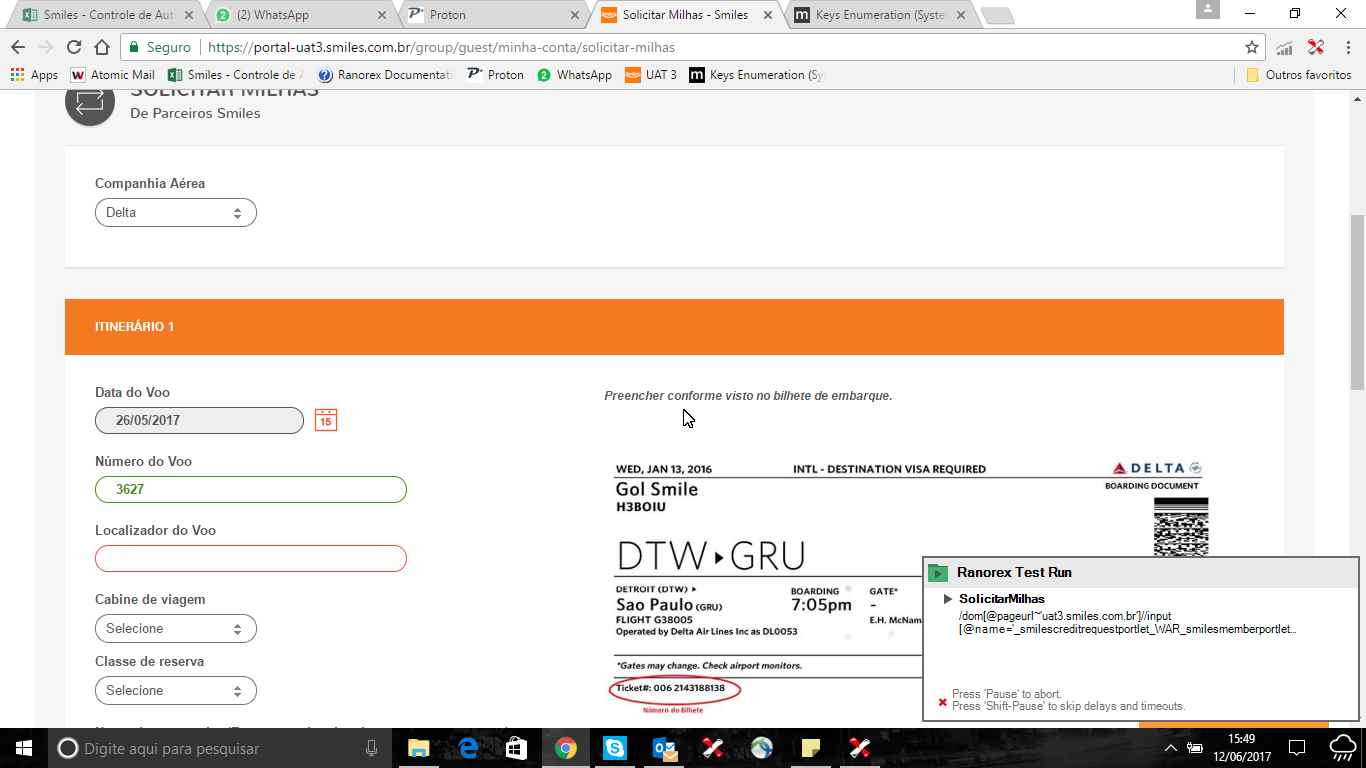 Smiles - Controle de Aut
(2) WhatsApp
Proton
Solicitar Milhas - Smiles
Keys Enumeration (Syste
Seguro
https://portal-uat3.smiles.com.br/group/guest/minha-conta/solicitar-milhas
Apps
Atomic Mail
Smiles - Controle de A
Ranorex Documentati
Proton
WhatsApp
UAT 3
Keys Enumeration (Sy
Outros favoritos
SOLICITAR MILHAS
De Parceiros Smiles
Companhia Aérea
Delta
ITINERÁRIO 1
Data do Voo
26/05/2017
15
Número do Voo
3627
Localizador do Voo
Cabine de viagem
Selecione
Classe de reserva
Selecione
Preencher conforme visto no bilhete de embarque.
WED, JAN 13, 2016
INTL - DESTINATION VISA REQUIRED
DELTA
BOARDING DOCUMENT
Gol Smile
H3BOIU
DTW▸GRU
DETROIT (DTW) ▸
Sao Paulo (GRU)
FLIGHT G38005
Operated by Delta Air Lines Inc as DL0053
BOARDING
7:05pm
GATE*
-
E.H. McNam
*Gates may change. Check airport monitors.
Ticket#: 006 2143188138
Número do Bilhete
Ranorex Test Run
SolicitarMilhas
/dom[@pageurl~'uat3.smiles.com.br']//input
[@name='_smilescreditrequestportlet_WAR_smilesmemberportlet...
Press 'Pause' to abort.
Press 'Shift-Pause' to skip delays and timeouts.
Digite aqui para pesquisar
15:49
12/06/2017